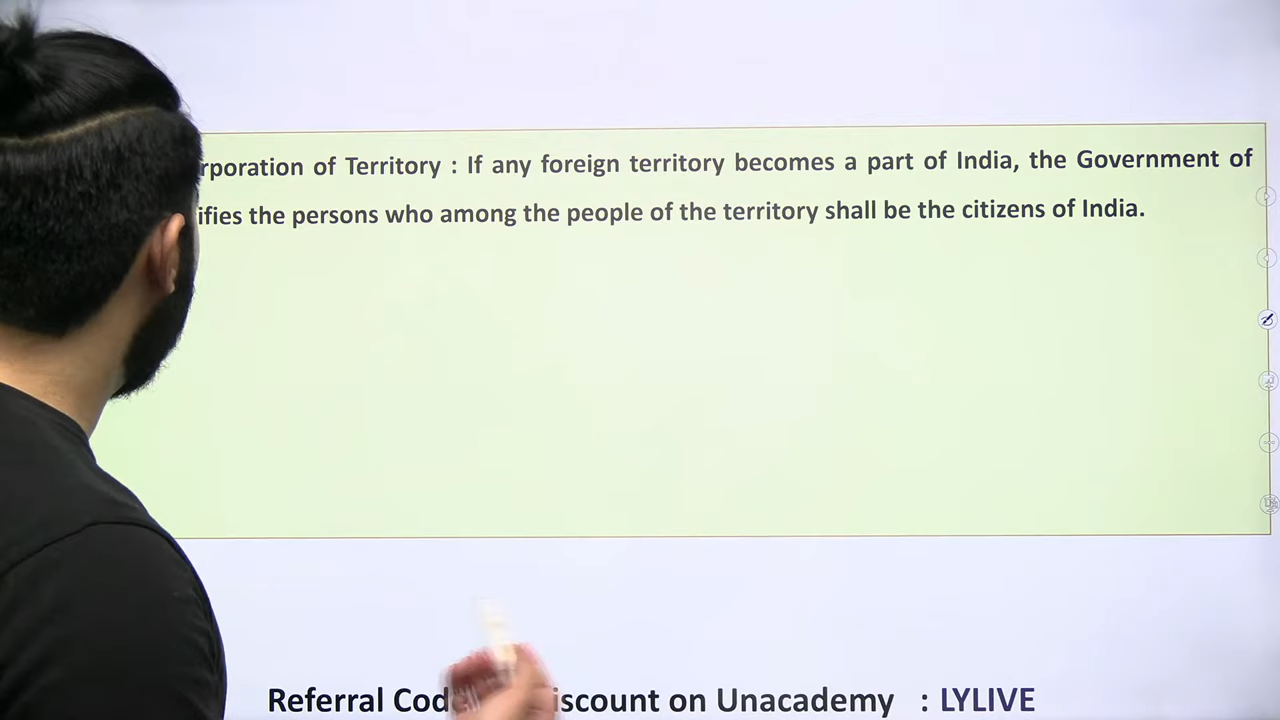 rporation of Territory : If any foreign territory becomes a part of India, the Government of
ifies the persons who among the people of the territory shall be the citizens of India.
Referral Code iscount on Unacademy : LYLIVE